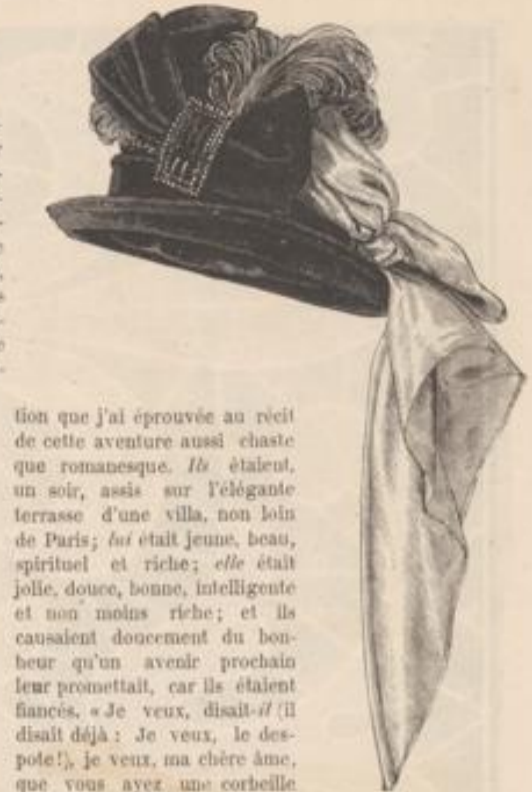 tion que j'ai éprouvée au récit
de cette aventure aussi chaste
que romanesque. Ils étaient,
un soir, assis sur l'élégante
terrasse d'une villa, non loin
de Paris; lui était jeune, beau,
spirituel et riche; elle était
jolie, douce, bonne, intelligente
et non moins riche; et ils
causaient doucement du bon-
heur qu'un avenir prochain
leur promettait, car ils étaient
fiancés. «Je veux, disait-il (il
disait déjà : Je veux, le des-
pote!), je veux, ma chère âme,
que vous ayez une corbeille